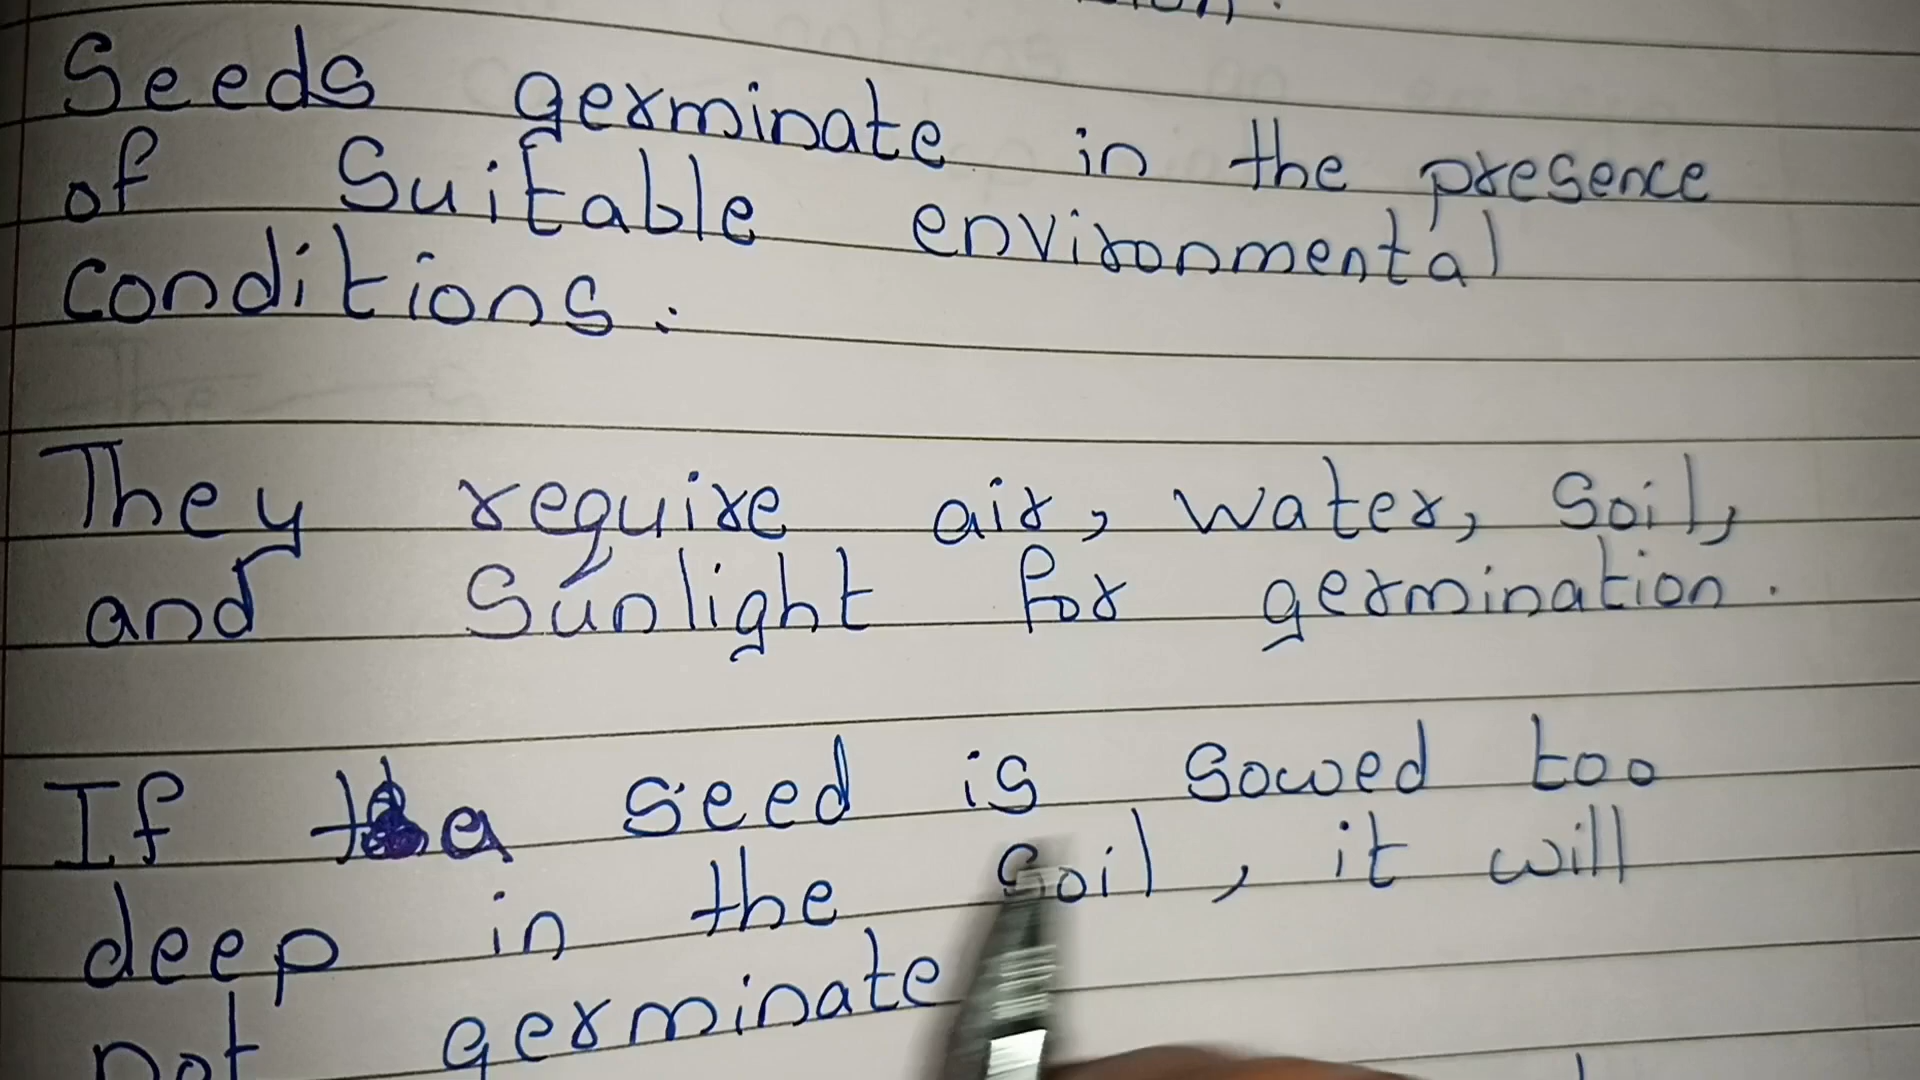 Seeds germinate in the presence
of Suitable environmental
conditions.
They require air, water, Soil,
and Sunlight for germination.
If a seed is sowed too
deep in the soil, it will
not germinate